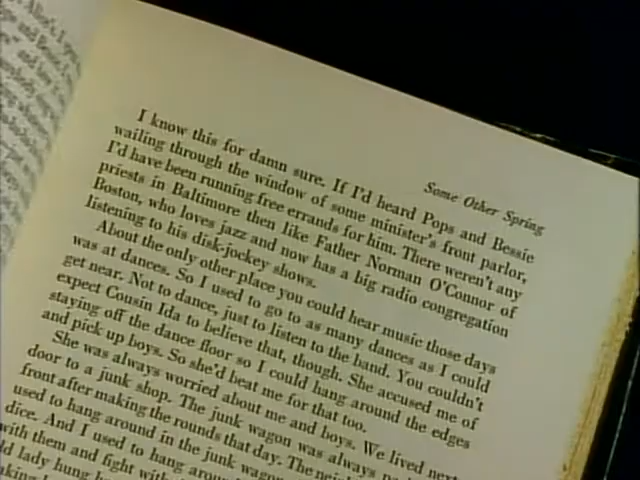 Some Other Spring
I know this for damn sure. If I'd heard Pops and Bessie
wailing through the window of some minister's front parlor,
I'd have been running free errands for him. There weren't any
priests in Baltimore then like Father Norman O'Connor of
Boston, who loves jazz and now has a big radio congregation
listening to his disk-jockey shows.
About the only other place you could hear music those days
was at dances. So I used to go to as many dances as I could
get near. Not to dance, just to listen to the band. You couldn't
expect Cousin Ida to believe that, though. She accused me of
staying off the dance floor so I could hang around the edges
and pick up boys. So she'd beat me for that too.
She was always worried about me and boys. We lived next
door to a junk shop. The junk wagon was always
front after making the rounds that day. The
used to hang around in the junk
dice. And I used to hang
with them and fight
lady hung